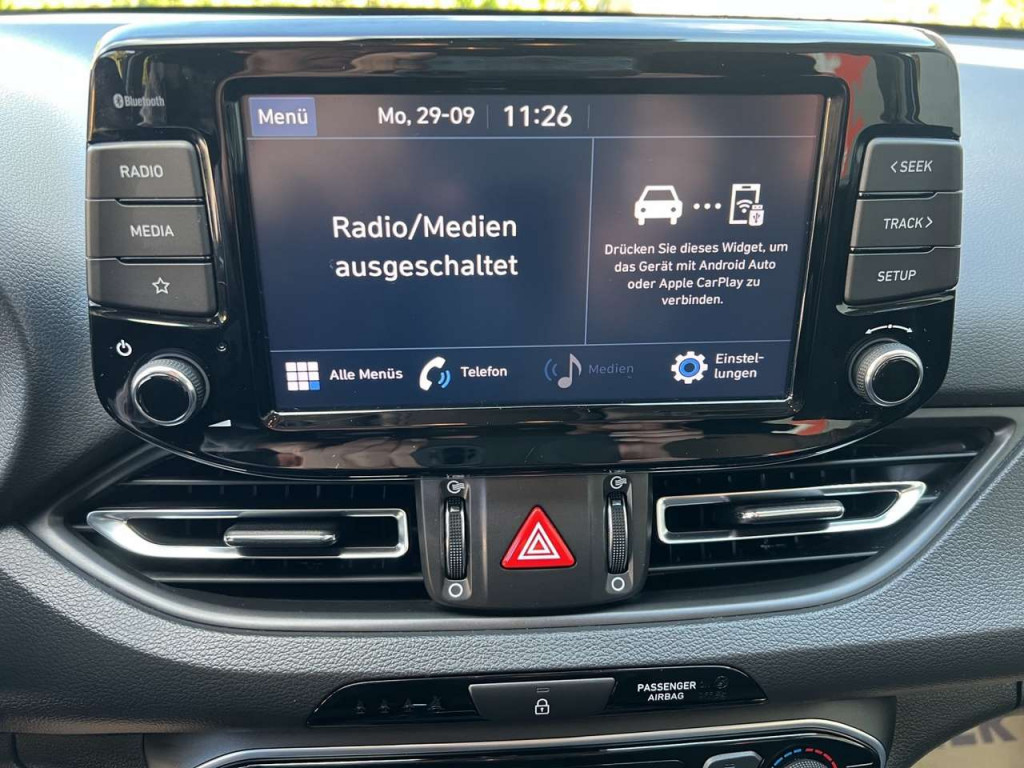 Bluetooth
RADIO
MEDIA
Menü
Mo, 29-09
11:26
Radio/Medien
ausgeschaltet
Drücken Sie dieses Widget, um
das Gerät mit Android Auto
oder Apple CarPlay zu
verbinden.
Alle Menüs
Telefon
Medien
Einstel-
lungen
< SEEK
TRACK >
SETUP
PASSENGER
AIRBAG